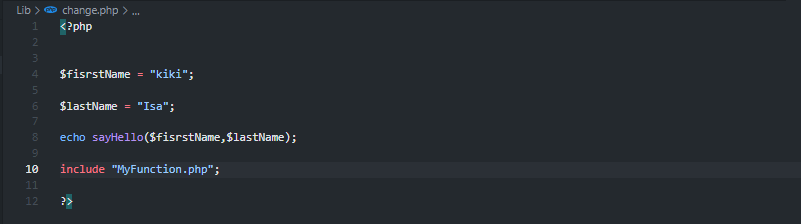 Lib > php change.php > ...
1 <?php
2
3
4 $fisrstName = "kiki";
5
6 $lastName = "Isa";
7
8 echo sayHello($fisrstName,$lastName);
9
10 include "MyFunction.php";
11
12 ?>